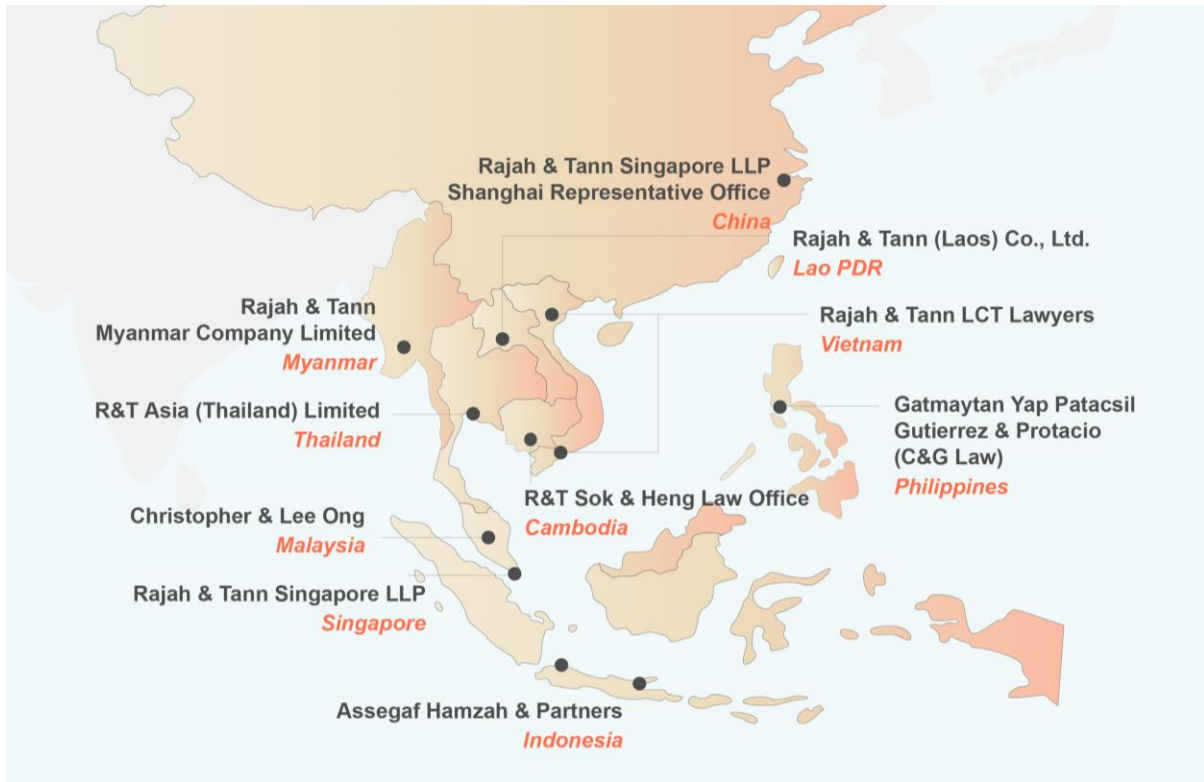 Rajah & Tann Singapore LLP
Shanghai Representative Office
China
Rajah & Tann (Laos) Co., Ltd.
Lao PDR
Rajah & Tann
Myanmar Company Limited
Myanmar
Rajah & Tann LCT Lawyers
Vietnam
R&T Asia (Thailand) Limited
Thailand
Gatmaytan Yap Patacsil
Gutierrez & Protacio
(C&G Law)
Philippines
R&T Sok & Heng Law Office
Cambodia
Christopher & Lee Ong
Malaysia
Rajah & Tann Singapore LLP
Singapore
Assegaf Hamzah & Partners
Indonesia